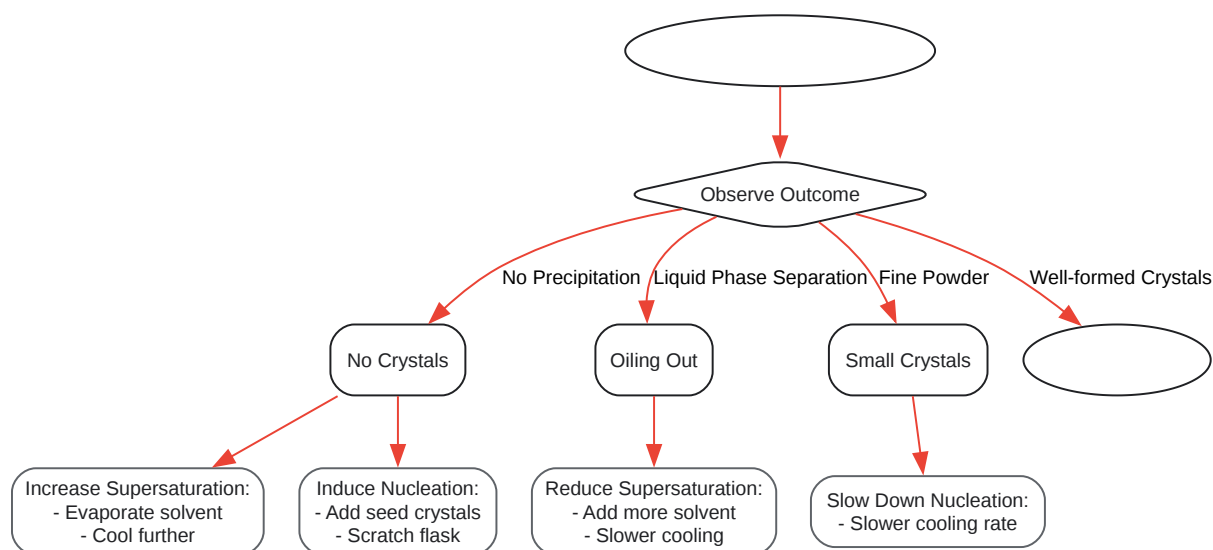 Observe Outcome
No Precipitation
Liquid Phase Separation
Fine Powder
Well-formed Crystals
No Crystals
Oiling Out
Small Crystals
Increase Supersaturation:
- Evaporate solvent
- Cool further
Induce Nucleation:
- Add seed crystals
- Scratch flask
Reduce Supersaturation:
- Add more solvent
- Slower cooling
Slow Down Nucleation:
- Slower cooling rate